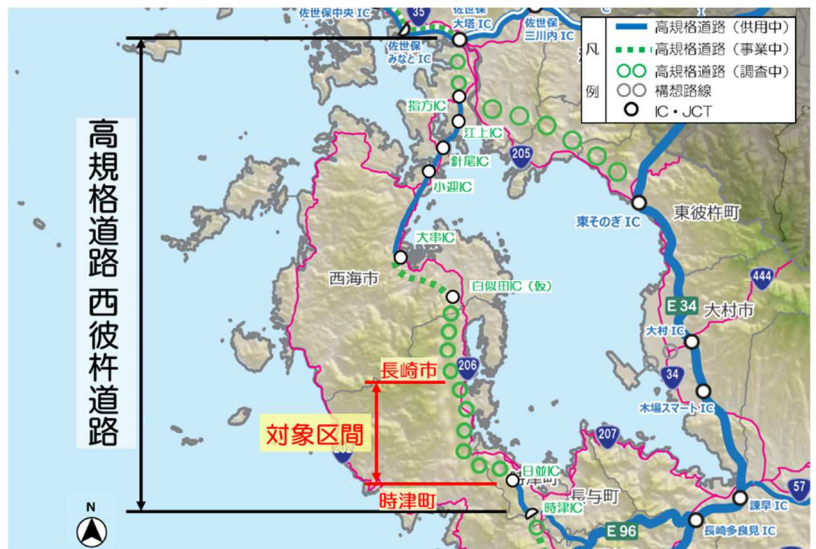 佐世保中央IC
35
佐世保
大塔IC
佐世保
みなとIC
佐世保
三川内IC
凡例
高規格道路（供用中）
高規格道路（事業中）
高規格道路（調査中）
構想路線
IC・JCT
高規格道路 西彼杵道路
指方IC
江上IC
針尾IC
小迎IC
205
東そのぎIC
東彼杵町
大串IC
西海市
白似田IC（仮）
444
E34
大村市
大村IC
206
34
長崎市
木場スマートIC
対象区間
207
日並IC
時津町
長与町
57
時津町
時津IC
諫早IC
E96
長崎多良見IC
N